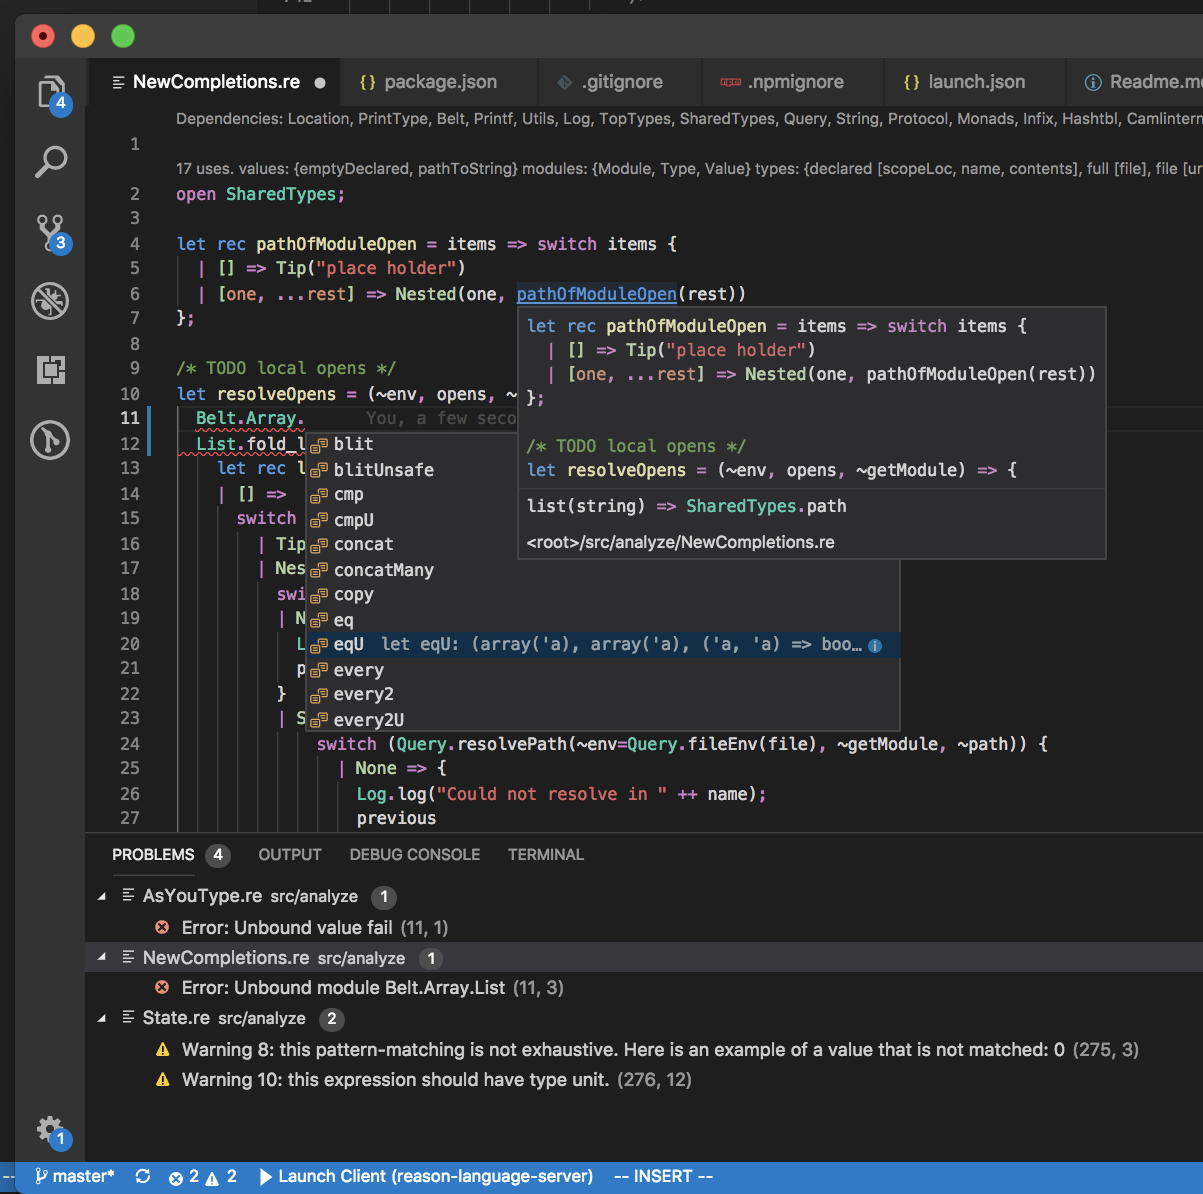 NewCompletions.re
{} package.json
.gitignore
npm .npmignore
{} launch.json
Readme.m
4
3
1
Dependencies: Location, PrintType, Belt, Printf, Utils, Log, TopTypes, SharedTypes, Query, String, Protocol, Monads, Infix, Hashtbl, Camlintern
1
17 uses. values: {emptyDeclared, pathToString} modules: {Module, Type, Value} types: {declared [scopeLoc, name, contents], full [file], file [ur
2 open SharedTypes;
3
4 let rec pathOfModuleOpen = items => switch items {
5 | [] => Tip("place holder")
6 | [one, ...rest] => Nested(one, pathOfModuleOpen(rest))
7 };
8
9 /* TODO local opens */
10 let resolveOpens = (~env, opens, ~
11 Belt.Array. You, a few seco
12 List.fold_l
13 let rec l
14 | [] =>
15 switch
16 | Tip
17 | Nes
18 swi
19 | N
20 L
21 p
22 }
23 | S
24 switch (Query.resolvePath(~env=Query.fileEnv(file), ~getModule, ~path)) {
25 | None => {
26 Log.log("Could not resolve in " ++ name);
27 previous
let rec pathOfModuleOpen = items => switch items {
| [] => Tip("place holder")
| [one, ...rest] => Nested(one, pathOfModuleOpen(rest))
};
/* TODO local opens */
let resolveOpens = (~env, opens, ~getModule) => {
list(string) => SharedTypes.path
<root>/src/analyze/NewCompletions.re
blit
blitUnsafe
cmp
cmpU
concat
concatMany
copy
eq
eqU let eqU: (array('a), array('a), ('a, 'a) => boo…
every
every2
every2U
PROBLEMS 4 OUTPUT DEBUG CONSOLE TERMINAL
AsYouType.re src/analyze 1
Error: Unbound value fail (11, 1)
NewCompletions.re src/analyze 1
Error: Unbound module Belt.Array.List (11, 3)
State.re src/analyze 2
Warning 8: this pattern-matching is not exhaustive. Here is an example of a value that is not matched: 0 (275, 3)
Warning 10: this expression should have type unit. (276, 12)
-- master* 2 2 Launch Client (reason-language-server) -- INSERT --